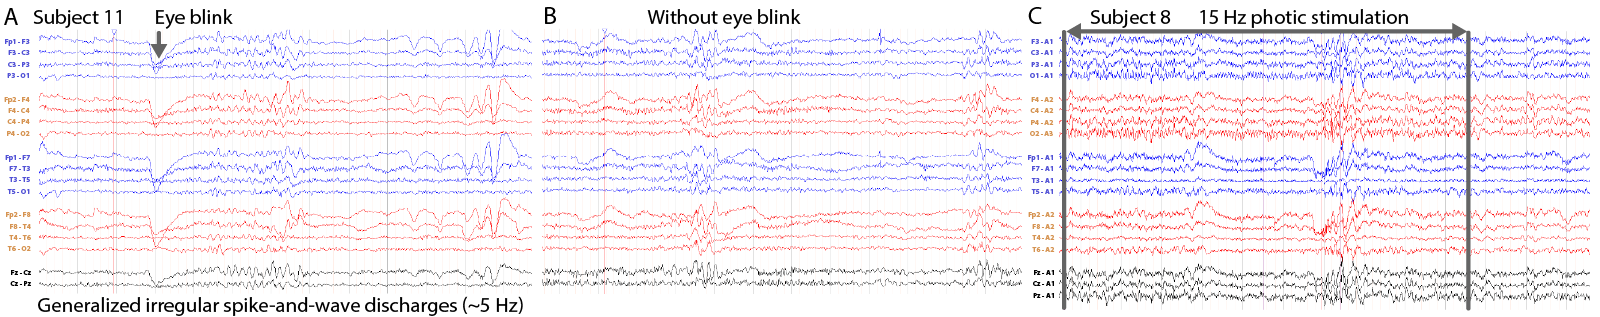 A Subject 11 Eye blink
Fp1 - F3
F3 - C3
C3 - P3
P3 - O1
Fp2 - F4
F4 - C4
C4 - P4
P4 - O2
Fp1 - F7
F7 - T3
T3 - T5
T5 - O1
Fp2 - F8
F8 - T4
T4 - T6
T6 - O2
Fz - Cz
Cz - Pz
Generalized irregular spike-and-wave discharges (~5 Hz)
B Without eye blink
C Subject 8 15 Hz photic stimulation
F3 - A1
C3 - A1
P3 - A1
O1 - A1
F4 - A2
C4 - A2
P4 - A2
O2 - A3
Fp1 - A1
F7 - A1
T3 - A1
T5 - A1
Fp2 - A2
F8 - A2
T4 - A2
T6 - A2
Fz - A1
Cz - A1
Pz - A1